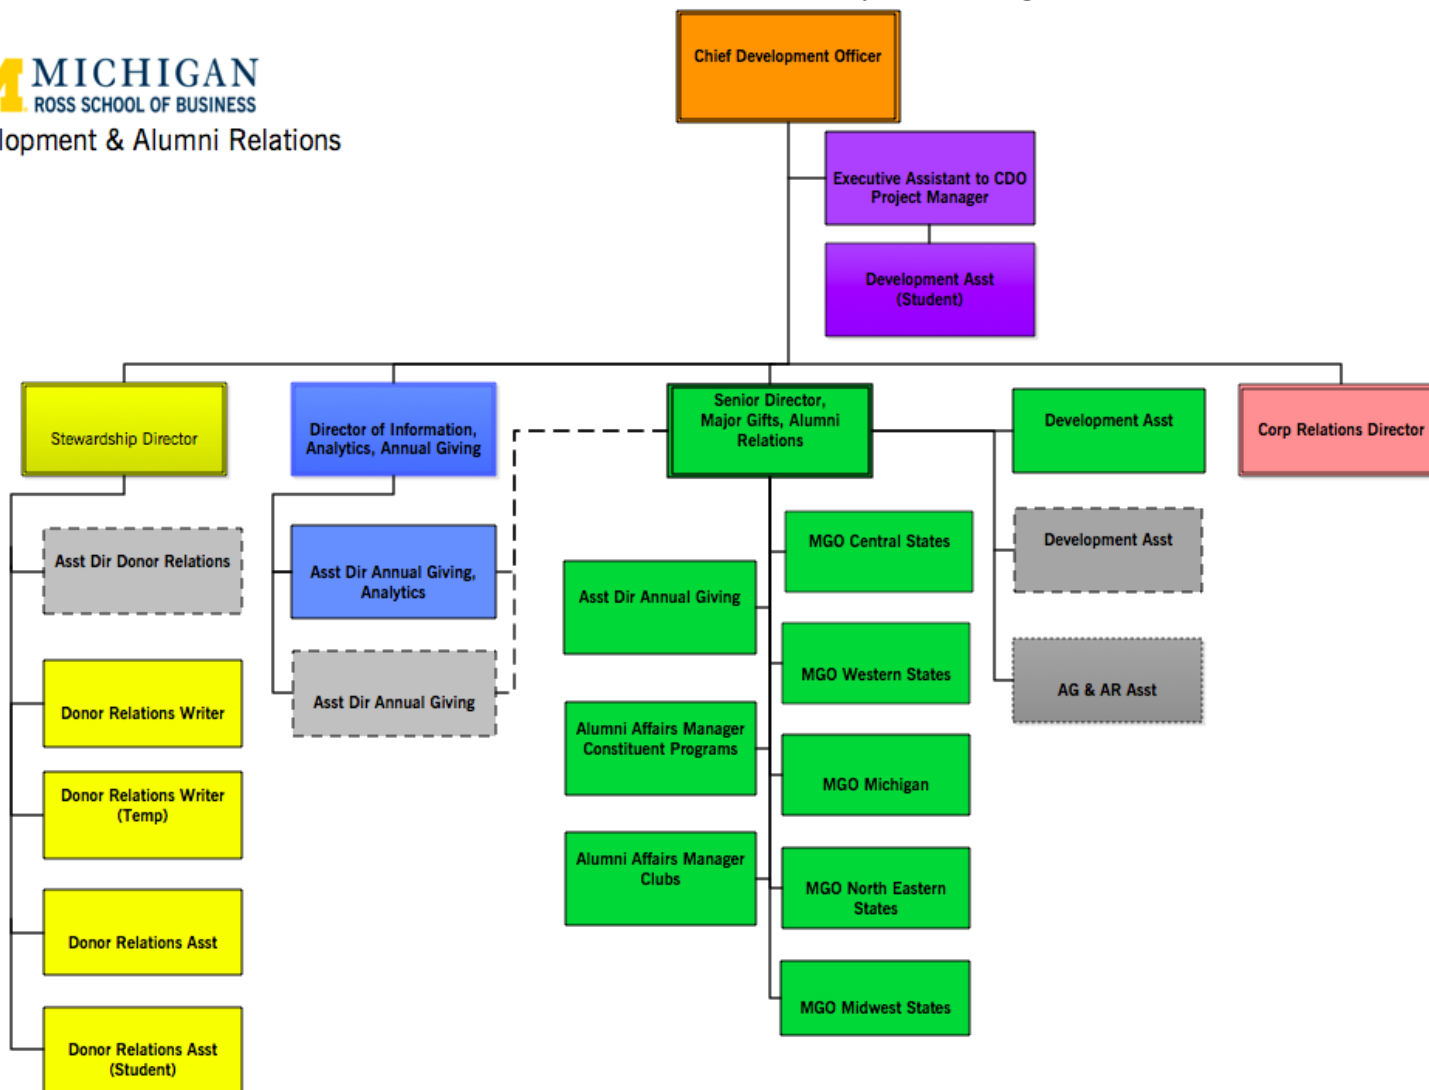 Chief Development Officer
MICHIGAN
ROSS SCHOOL OF BUSINESS
lopment & Alumni Relations
Executive Assistant to CDO
Project Manager
Development Asst
(Student)
Stewardship Director
Director of Information,
Analytics, Annual Giving
Senior Director,
Major Gifts, Alumni
Relations
Development Asst
Corp Relations Director
Asst Dir Donor Relations
Asst Dir Annual Giving,
Analytics
Asst Dir Annual Giving
Donor Relations Writer
Donor Relations Writer
(Temp)
Donor Relations Asst
Donor Relations Asst
(Student)
Asst Dir Annual Giving
Alumni Affairs Manager
Constituent Programs
Alumni Affairs Manager
Clubs
MGO Central States
MGO Western States
MGO Michigan
MGO North Eastern
States
MGO Midwest States
Development Asst
AG & AR Asst